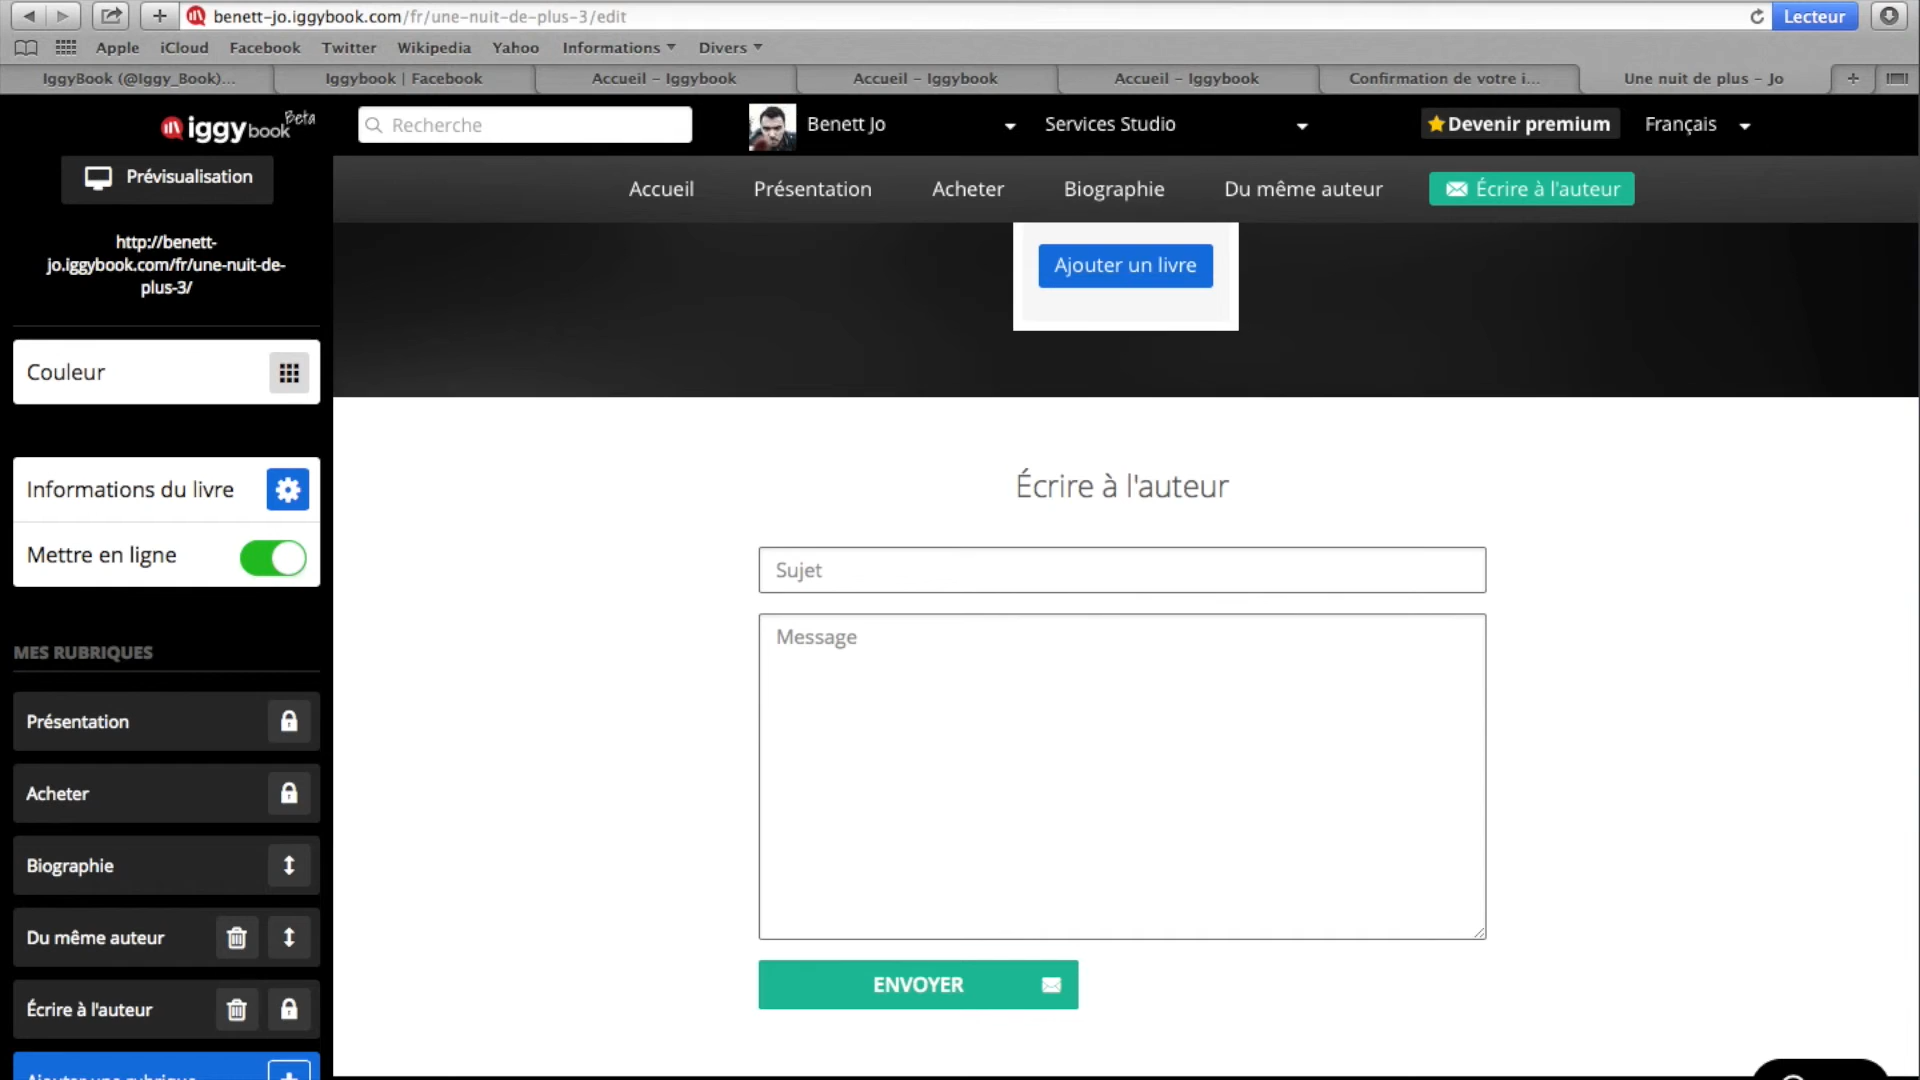 benett-jo.iggybook.com/fr/une-nuit-de-plus-3/edit
Lecteur
Apple iCloud Facebook Twitter Wikipedia Yahoo Informations Divers
IggyBook (@Iggy_Book)... Iggybook | Facebook Accueil – Iggybook Accueil – Iggybook Accueil – Iggybook Confirmation de votre i... Une nuit de plus – Jo
iggybook Beta
Recherche
Benett Jo
Services Studio
Devenir premium
Français
Prévisualisation
Accueil Présentation Acheter Biographie Du même auteur Écrire à l'auteur
http://benett-
jo.iggybook.com/fr/une-nuit-de-
plus-3/
Ajouter un livre
Couleur
Informations du livre
Mettre en ligne
MES RUBRIQUES
Présentation
Acheter
Biographie
Du même auteur
Écrire à l'auteur
Ajouter une rubrique
Écrire à l'auteur
Sujet
Message
ENVOYER